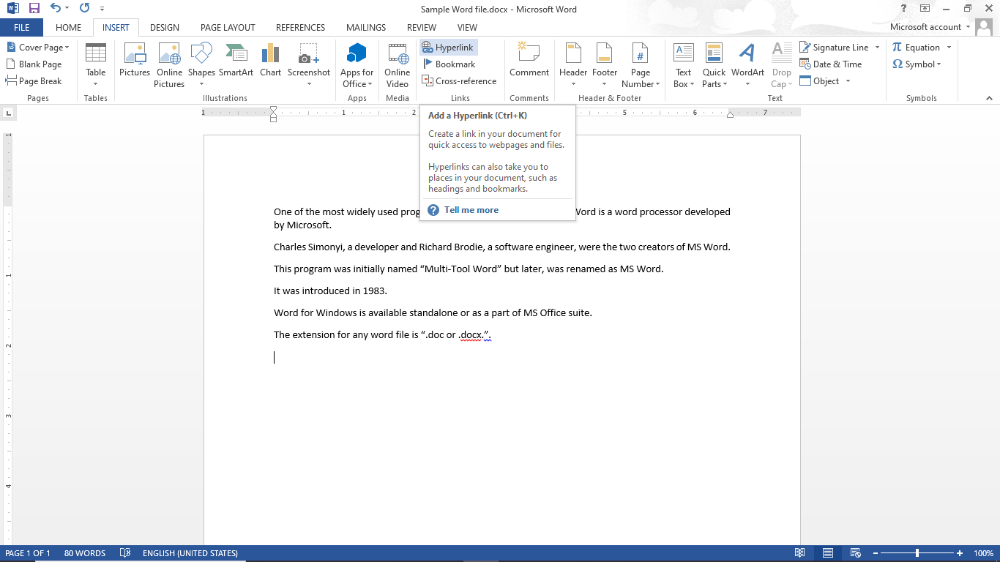 Sample Word file.docx - Microsoft Word
FILE HOME INSERT DESIGN PAGE LAYOUT REFERENCES MAILINGS REVIEW VIEW Microsoft account
Cover Page
Blank Page
Page Break
Pages
Table
Tables
Pictures
Online Pictures
Shapes
SmartArt
Chart
Screenshot
Illustrations
Apps for Office
Apps
Online Video
Media
Hyperlink
Bookmark
Cross-reference
Links
Comment
Comments
Header
Footer
Page Number
Header & Footer
Text Box
Quick Parts
WordArt
Drop Cap
Signature Line
Date & Time
Object
Text
Equation
Symbol
Symbols
L
1 1 2 5 6 7
Add a Hyperlink (Ctrl+K)
Create a link in your document for
quick access to webpages and files.
Hyperlinks can also take you to
places in your document, such as
headings and bookmarks.
Tell me more
1
1
2
3
4
One of the most widely used Word is a word processor developed
by Microsoft.
Charles Simonyi, a developer and Richard Brodie, a software engineer, were the two creators of MS Word.
This program was initially named “Multi-Tool Word” but later, was renamed as MS Word.
It was introduced in 1983.
Word for Windows is available standalone or as a part of MS Office suite.
The extension for any word file is “.doc or .docx.”.
PAGE 1 OF 1 80 WORDS ENGLISH (UNITED STATES) 100%